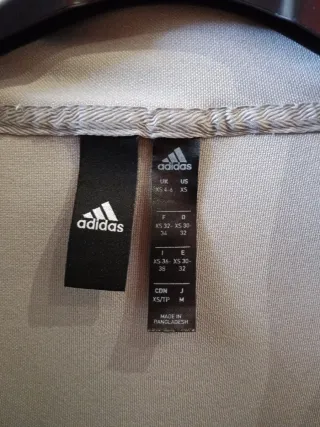 adidas
adidas
UK US
XS 4-6 XS
F D
XS 32-34 XS 30-32
I E
XS 36-38 XS 30-32
CDN J
XS/TP M
MADE IN
BANGLADESH